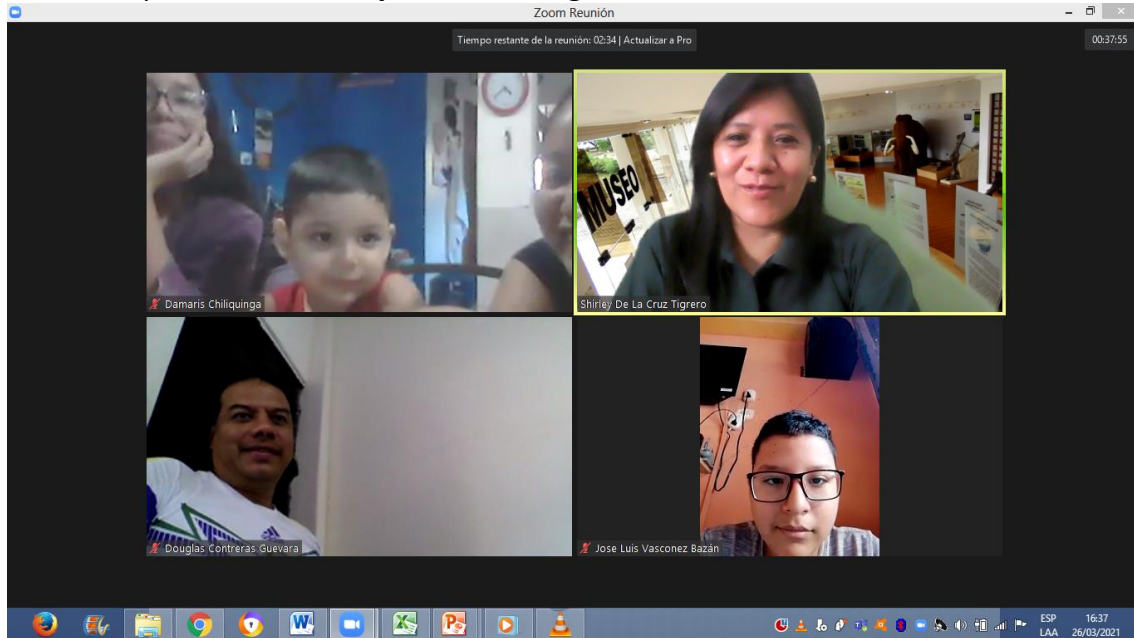 Zoom Reunión
Tiempo restante de la reunión: 02:34 | Actualizar a Pro
00:37:55
MUSEO
Damaris Chiliquinga
Shirley De La Cruz Tigrero
Douglas Contreras Guevara
Jose Luis Vasconez Bazán
ESP
LAA
16:37
26/03/2021